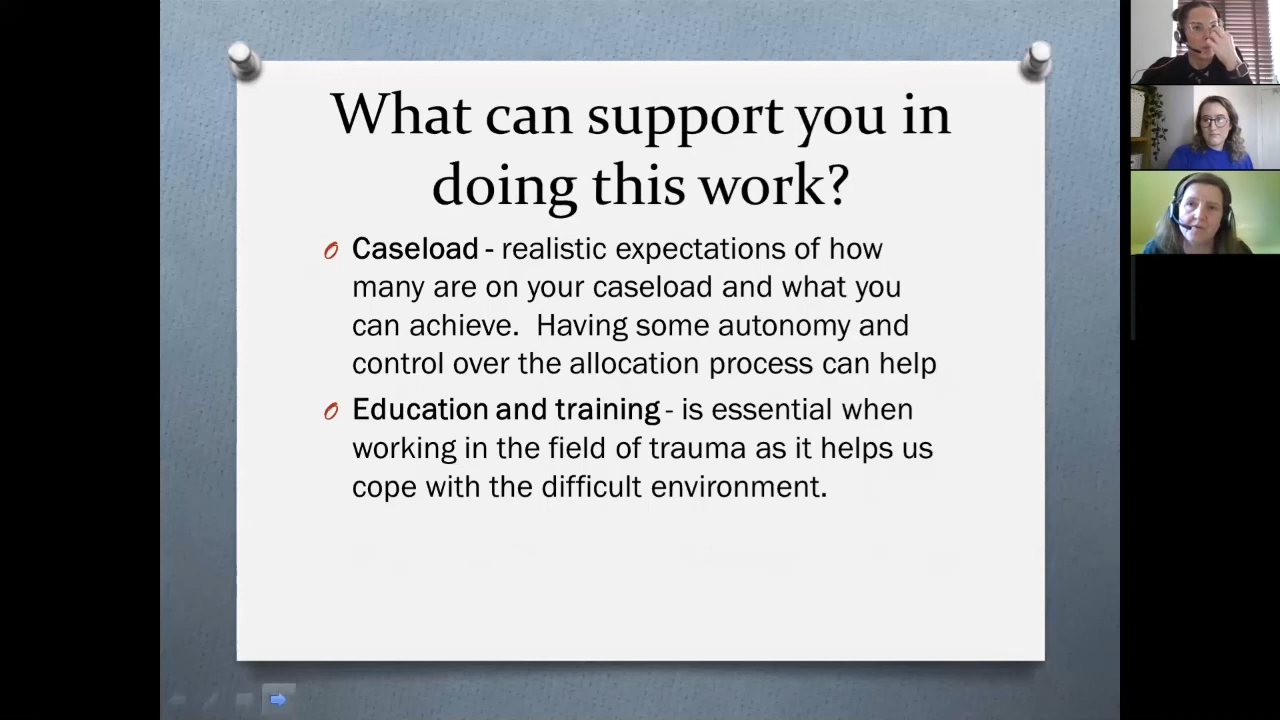 What can support you in
doing this work?
Caseload - realistic expectations of how
many are on your caseload and what you
can achieve.  Having some autonomy and
control over the allocation process can help
Education and training - is essential when
working in the field of trauma as it helps us
cope with the difficult environment.